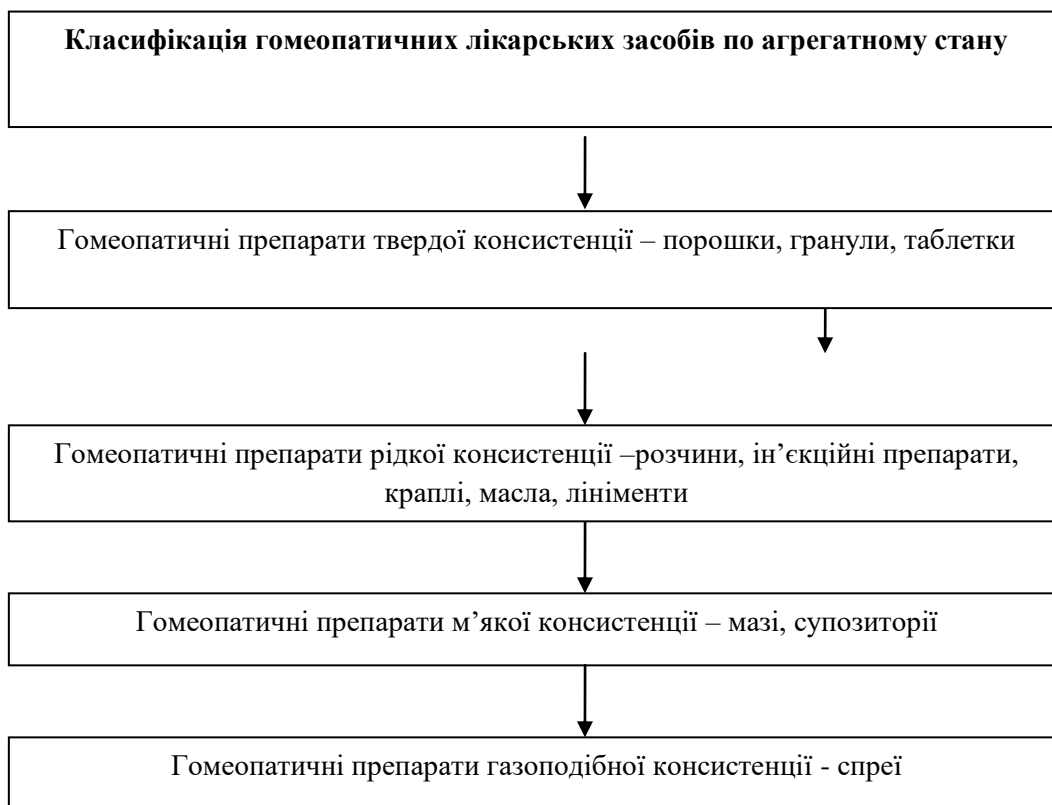 Класифікація гомеопатичних лікарських засобів по агрегатному стану
Гомеопатичні препарати твердої консистенції – порошки, гранули, таблетки
Гомеопатичні препарати рідкої консистенції –розчини, ін’єкційні препарати,
краплі, масла, лініменти
Гомеопатичні препарати м’якої консистенції – мазі, супозиторії
Гомеопатичні препарати газоподібної консистенції - спреї